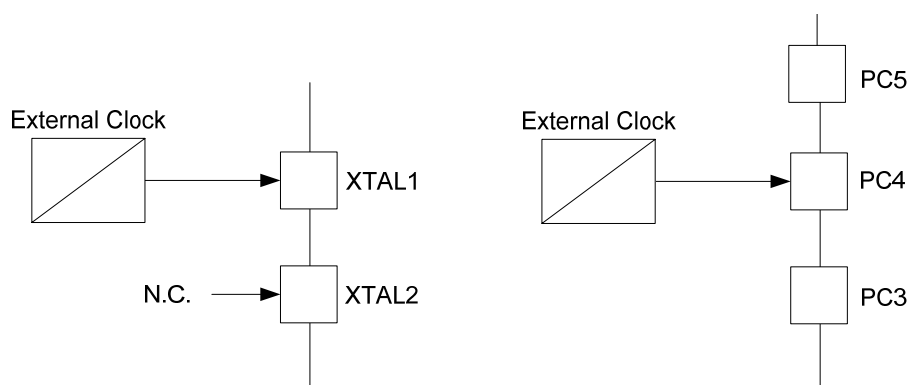 External Clock
XTAL1
N.C.
XTAL2
External Clock
PC5
PC4
PC3